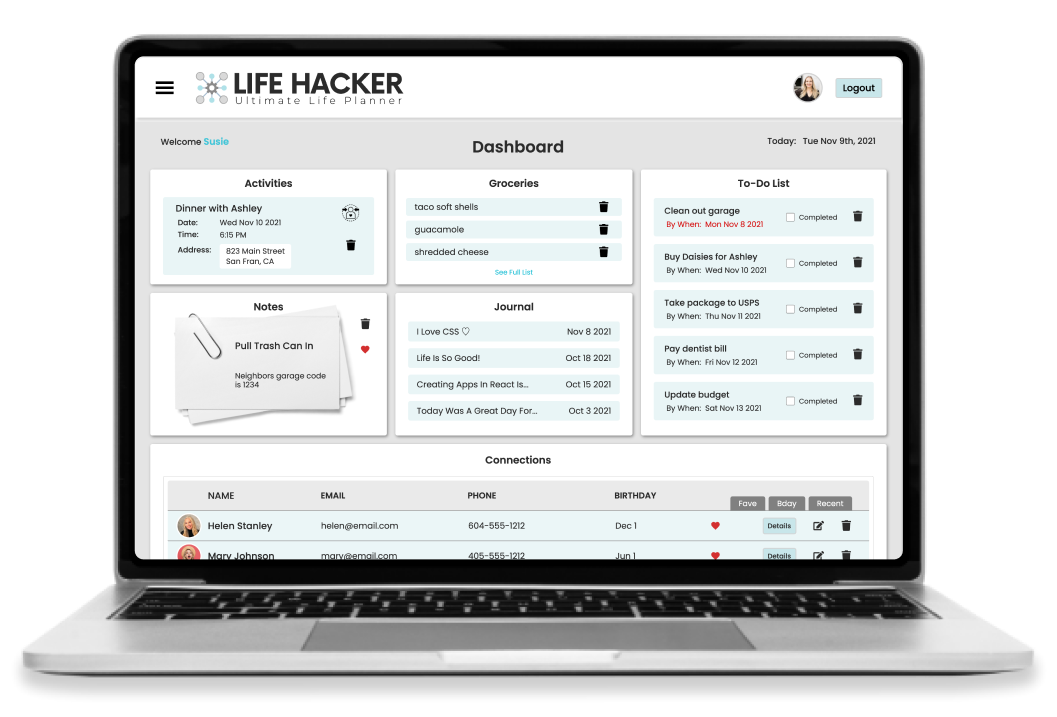 LIFE HACKER
Ultimate Life Planner
Logout
Welcome Susie
Dashboard
Today: Tue Nov 9th, 2021
Activities
Dinner with Ashley
Date: Wed Nov 10 2021
Time: 6:15 PM
Address: 823 Main Street
San Fran, CA
Groceries
taco soft shells
guacamole
shredded cheese
See Full List
To-Do List
Clean out garage
By When: Mon Nov 8 2021
Completed
Buy Daisies for Ashley
By When: Wed Nov 10 2021
Completed
Take package to USPS
By When: Thu Nov 11 2021
Completed
Pay dentist bill
By When: Fri Nov 12 2021
Completed
Update budget
By When: Sat Nov 13 2021
Completed
Notes
Pull Trash Can In
Neighbors garage code
is 1234
Journal
I Love CSS ♡ Nov 8 2021
Life Is So Good! Oct 18 2021
Creating Apps In React Is... Oct 15 2021
Today Was A Great Day For... Oct 3 2021
Connections
NAME EMAIL PHONE BIRTHDAY
Fave Bday Recent
Helen Stanley helen@email.com 604-555-1212 Dec 1 Details
Mary Johnson mary@email.com 405-555-1212 Jun 1 Details